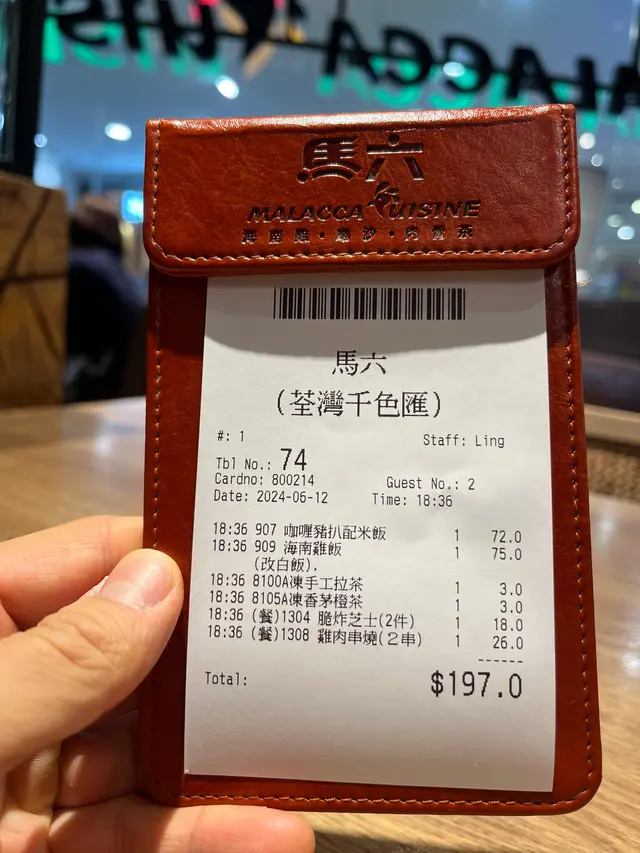 MALACCA CUIS
ALACCA
馬六
MALACCA CUISINE
海南雞・喇沙・肉骨茶
馬六
(荃灣千色匯)
#: 1 Staff: Ling
Tbl No.: 74
Cardno: 800214 Guest No.: 2
Date: 2024-06-12 Time: 18:36
18:36 907 咖喱豬扒配米飯 1 72.0
18:36 909 海南雞飯 1 75.0
(改白飯).
18:36 8100A凍手工拉茶 1 3.0
18:36 8105A凍香茅橙茶 1 3.0
18:36 (餐)1304 脆炸芝士(2件) 1 18.0
18:36 (餐)1308 雞肉串燒(2串) 1 26.0
------
Total: $197.0